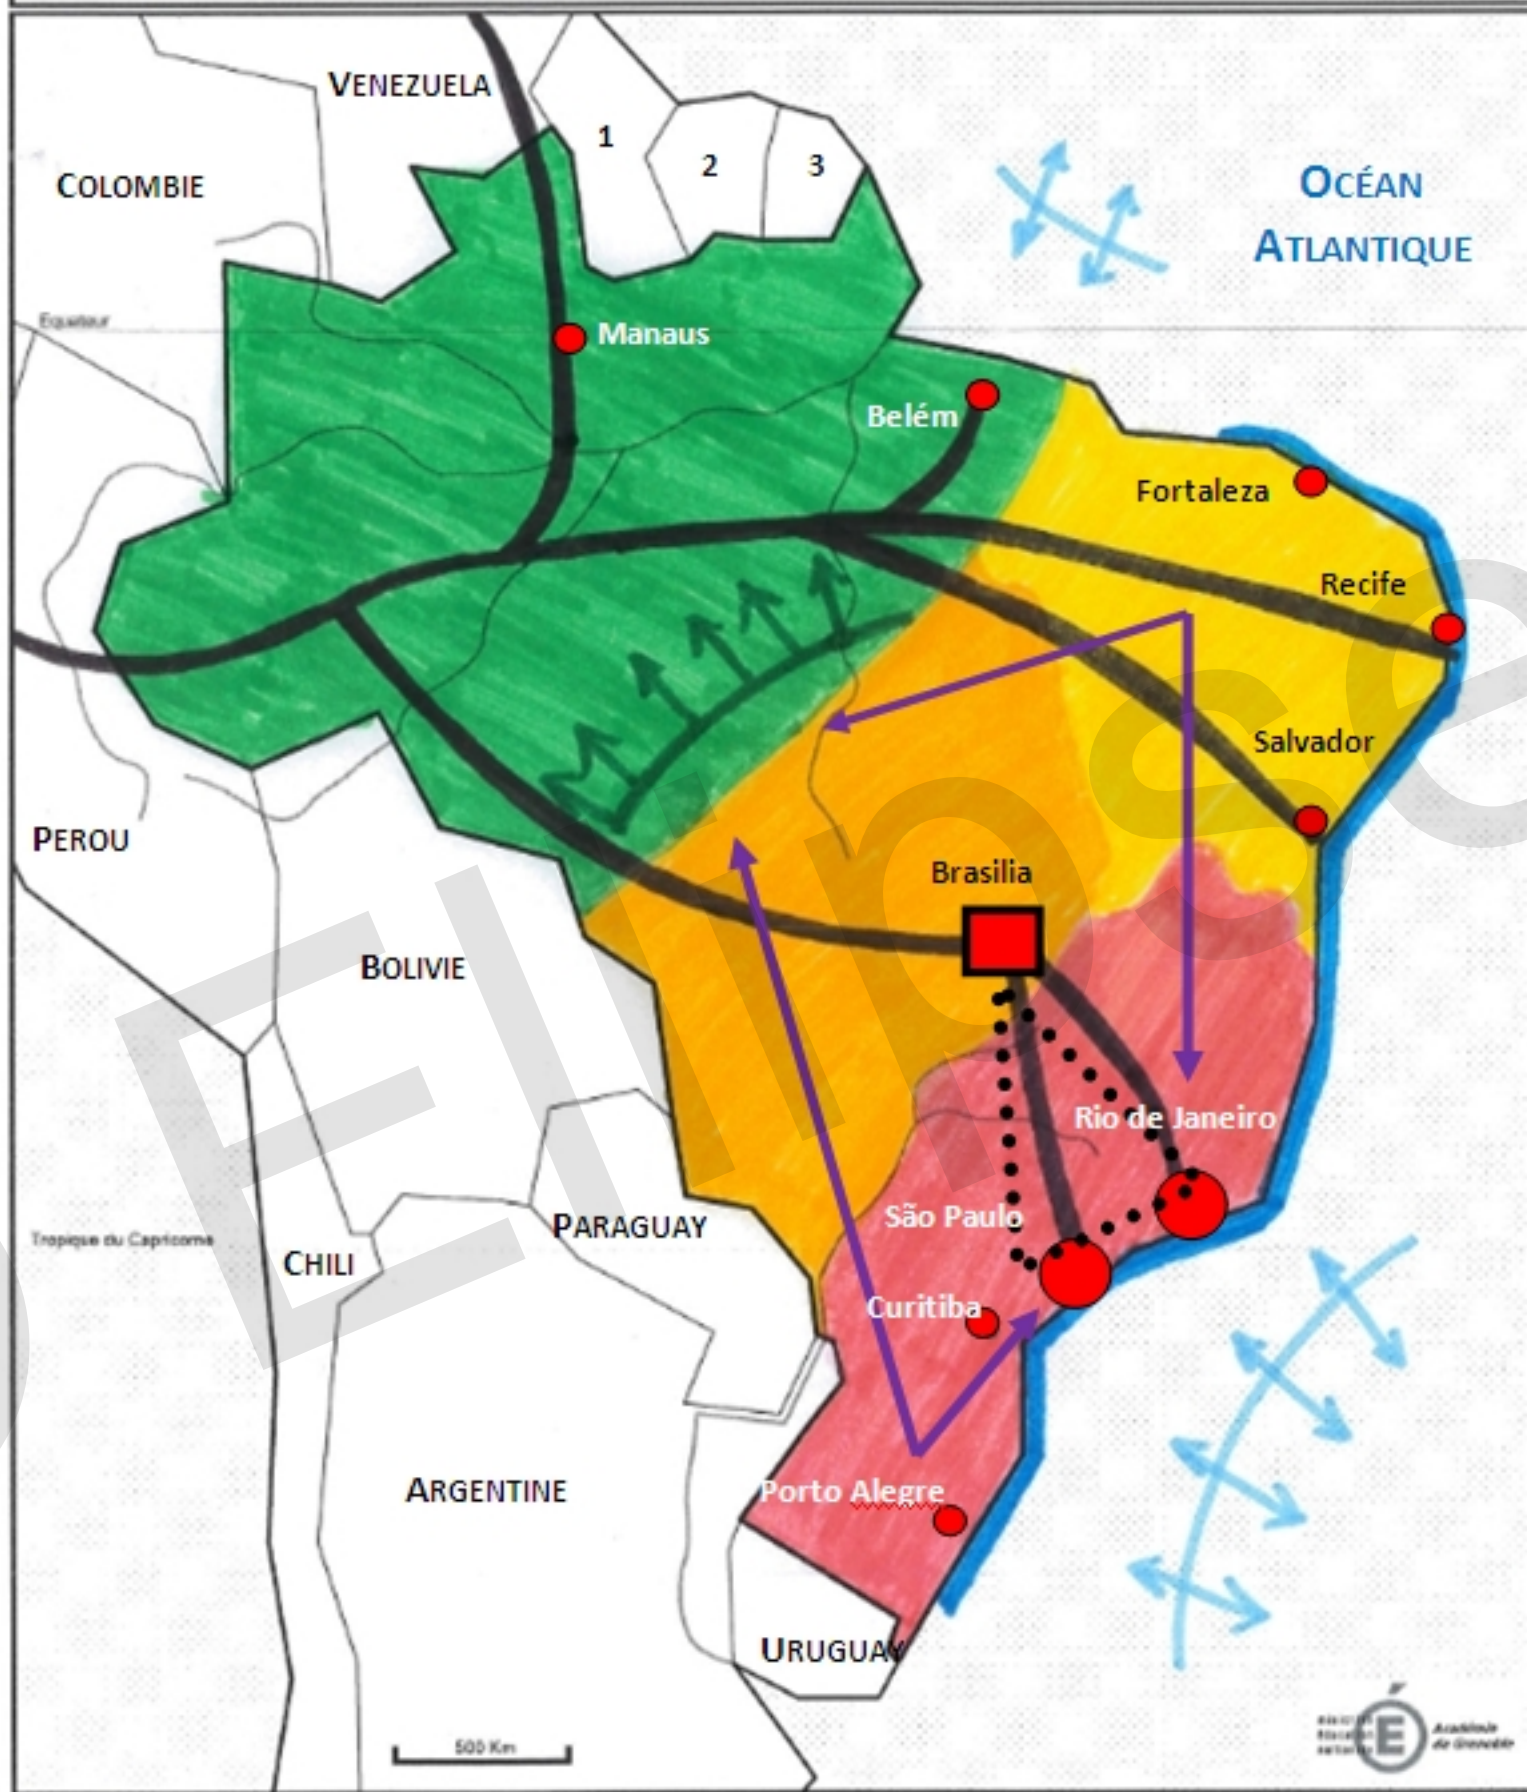 VENEZUELA
COLOMBIE
1
2
3
OCÉAN
ATLANTIQUE
Equateur
Manaus
Belém
Fortaleza
Recife
Salvador
PEROU
Brasilia
BOLIVIE
Rio de Janeiro
São Paulo
PARAGUAY
Tropique du Capricorne
CHILI
Curitiba
ARGENTINE
Porto Alegre
URUGUAY
500 Km
É
Académie
de Grenoble
Ellipse